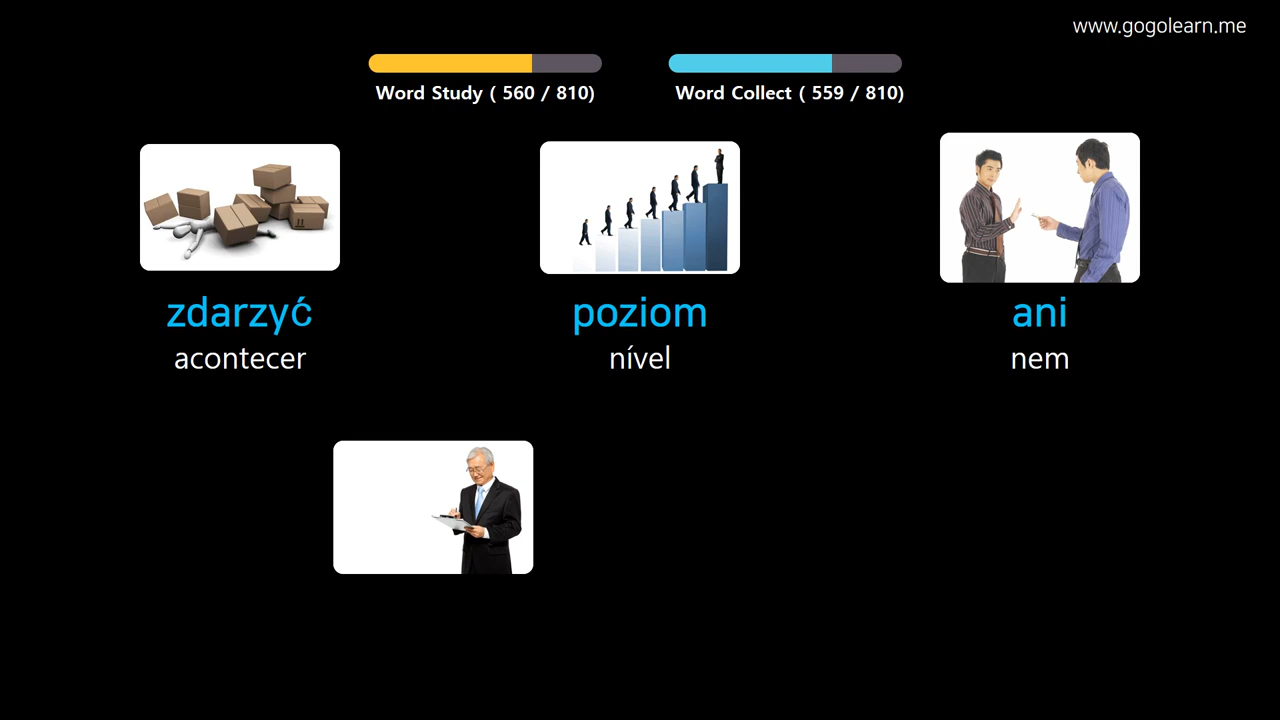 www.gogolearn.me
Word Study ( 560 / 810)
Word Collect ( 559 / 810)
zdarzyć
acontecer
poziom
nível
ani
nem